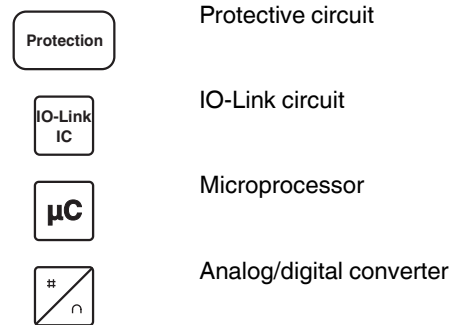 Protection
Protective circuit
IO-Link
IC
IO-Link circuit
µC
Microprocessor
#
∩
Analog/digital converter